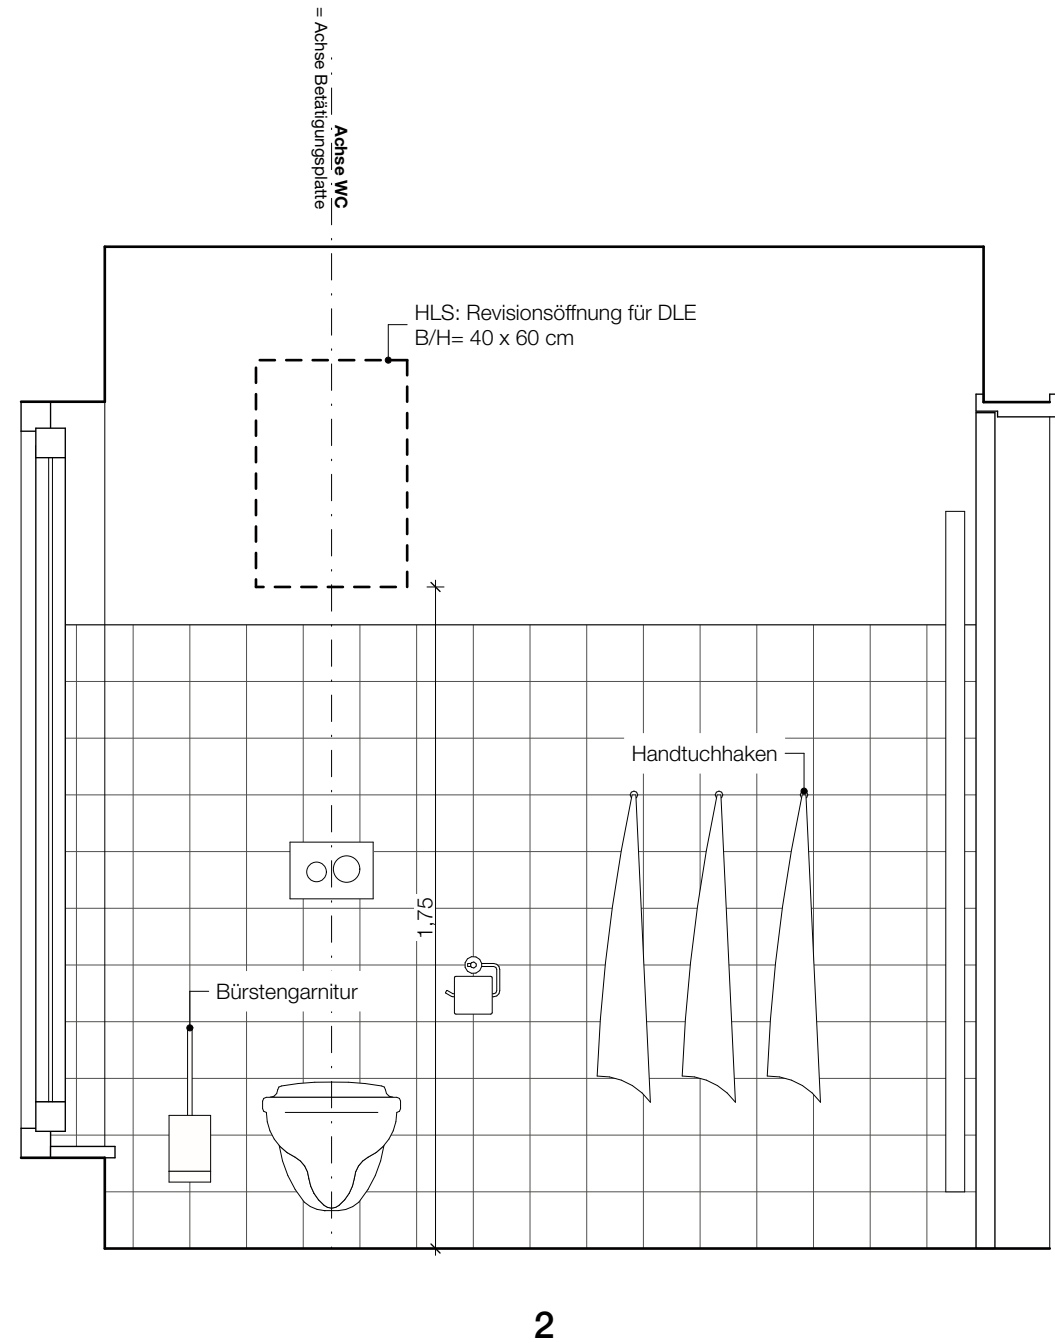 Achse WC
= Achse Betätigungsplatte
HLS: Revisionsöffnung für DLE
B/H= 40 x 60 cm
Handtuchhaken
1,75
Bürstengarnitur
2